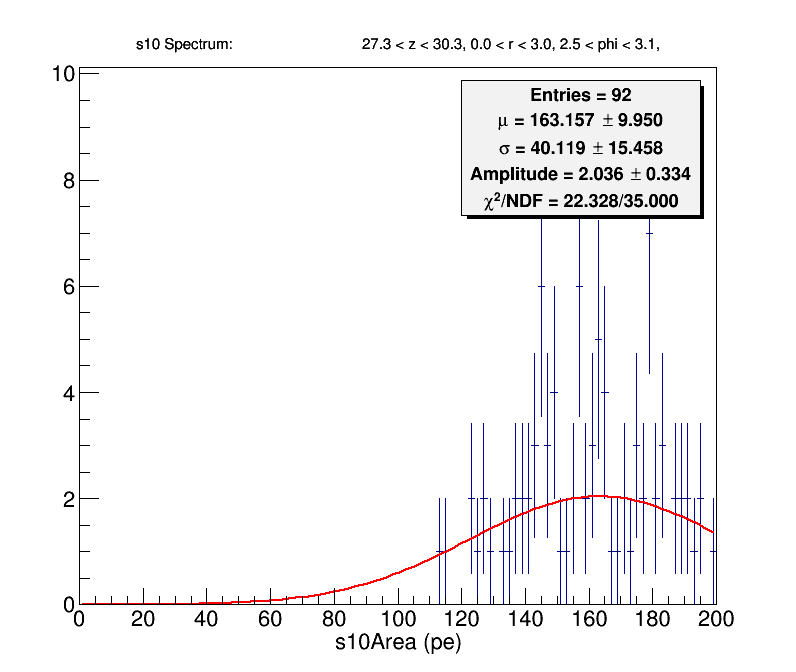 s10 Spectrum: 27.3 < z < 30.3, 0.0 < r < 3.0, 2.5 < phi < 3.1,
Entries = 92
μ = 163.157 ± 9.950
σ = 40.119 ± 15.458
Amplitude = 2.036 ± 0.334
χ²/NDF = 22.328/35.000
10
8
6
4
2
0
0 20 40 60 80 100 120 140 160 180 200
s10Area (pe)